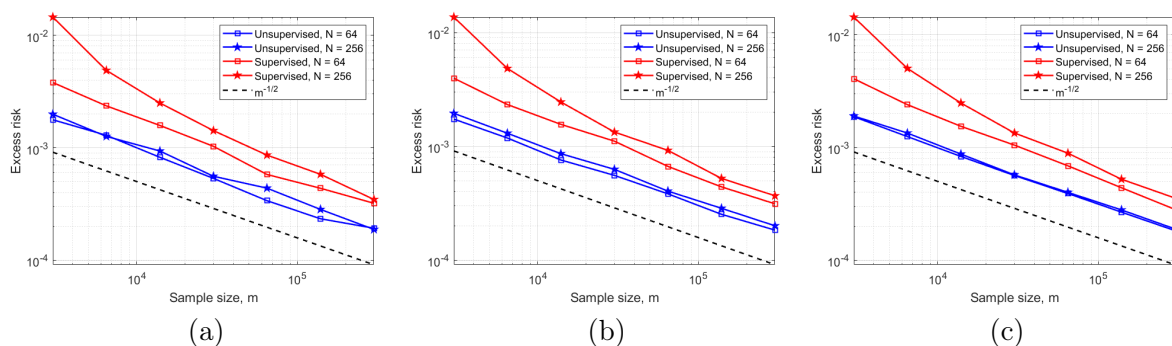 10^-2
10^-3
10^-4
Excess risk
Unsupervised, N = 64
Unsupervised, N = 256
Supervised, N = 64
Supervised, N = 256
m^-1/2
10^4
10^5
Sample size, m
(a)
10^-2
10^-3
10^-4
Excess risk
Unsupervised, N = 64
Unsupervised, N = 256
Supervised, N = 64
Supervised, N = 256
m^-1/2
10^4
10^5
Sample size, m
(b)
10^-2
10^-3
10^-4
Excess risk
Unsupervised, N = 64
Unsupervised, N = 256
Supervised, N = 64
Supervised, N = 256
m^-1/2
10^4
10^5
Sample size, m
(c)